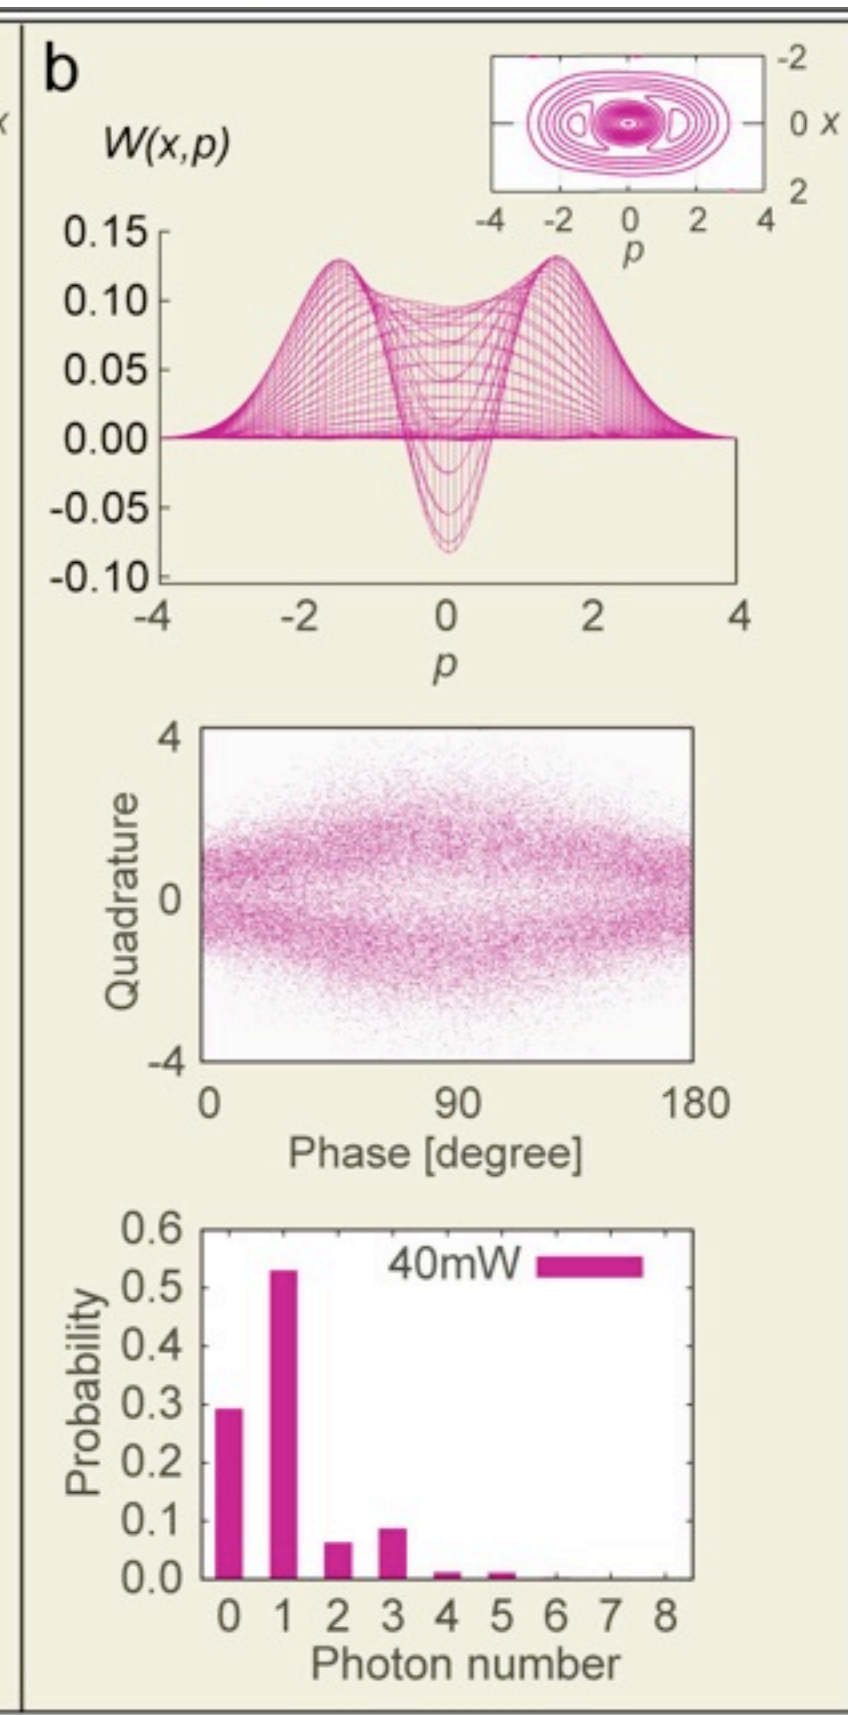 x
b
W(x,p)
-2
0 x
2
-4 -2 0 2 4
p
0.15
0.10
0.05
0.00
-0.05
-0.10
-4 -2 0 2 4
p
4
0
-4
Quadrature
0 90 180
Phase [degree]
0.6
0.5
0.4
0.3
0.2
0.1
0.0
Probability
40mW
0 1 2 3 4 5 6 7 8
Photon number